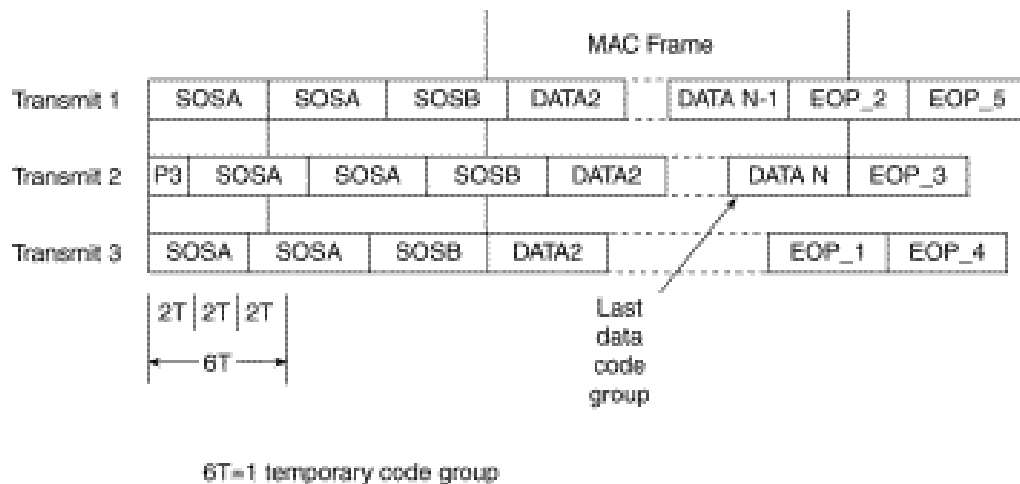 MAC Frame
Transmit 1 SOSA SOSA SOSB DATA2 DATA N-1 EOP_2 EOP_5
Transmit 2 P3 SOSA SOSA SOSB DATA2 DATA N EOP_3
Transmit 3 SOSA SOSA SOSB DATA2 EOP_1 EOP_4
2T 2T 2T
6T
Last
data
code
group
6T=1 temporary code group